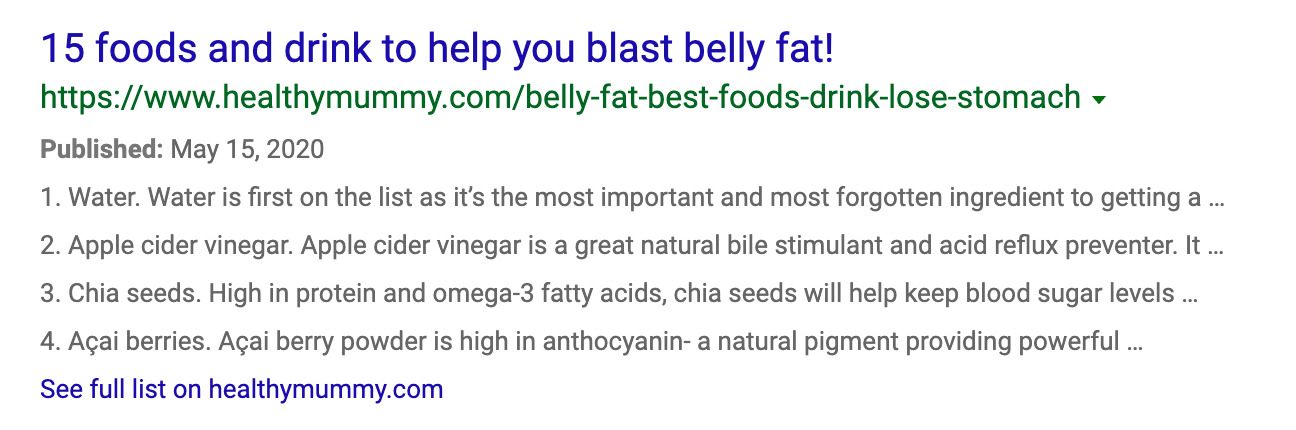 15 foods and drink to help you blast belly fat!
https://www.healthymummy.com/belly-fat-best-foods-drink-lose-stomach
Published: May 15, 2020
1. Water. Water is first on the list as it’s the most important and most forgotten ingredient to getting a ...
2. Apple cider vinegar. Apple cider vinegar is a great natural bile stimulant and acid reflux preventer. It ...
3. Chia seeds. High in protein and omega-3 fatty acids, chia seeds will help keep blood sugar levels ...
4. Açai berries. Açai berry powder is high in anthocyanin- a natural pigment providing powerful ...
See full list on healthymummy.com